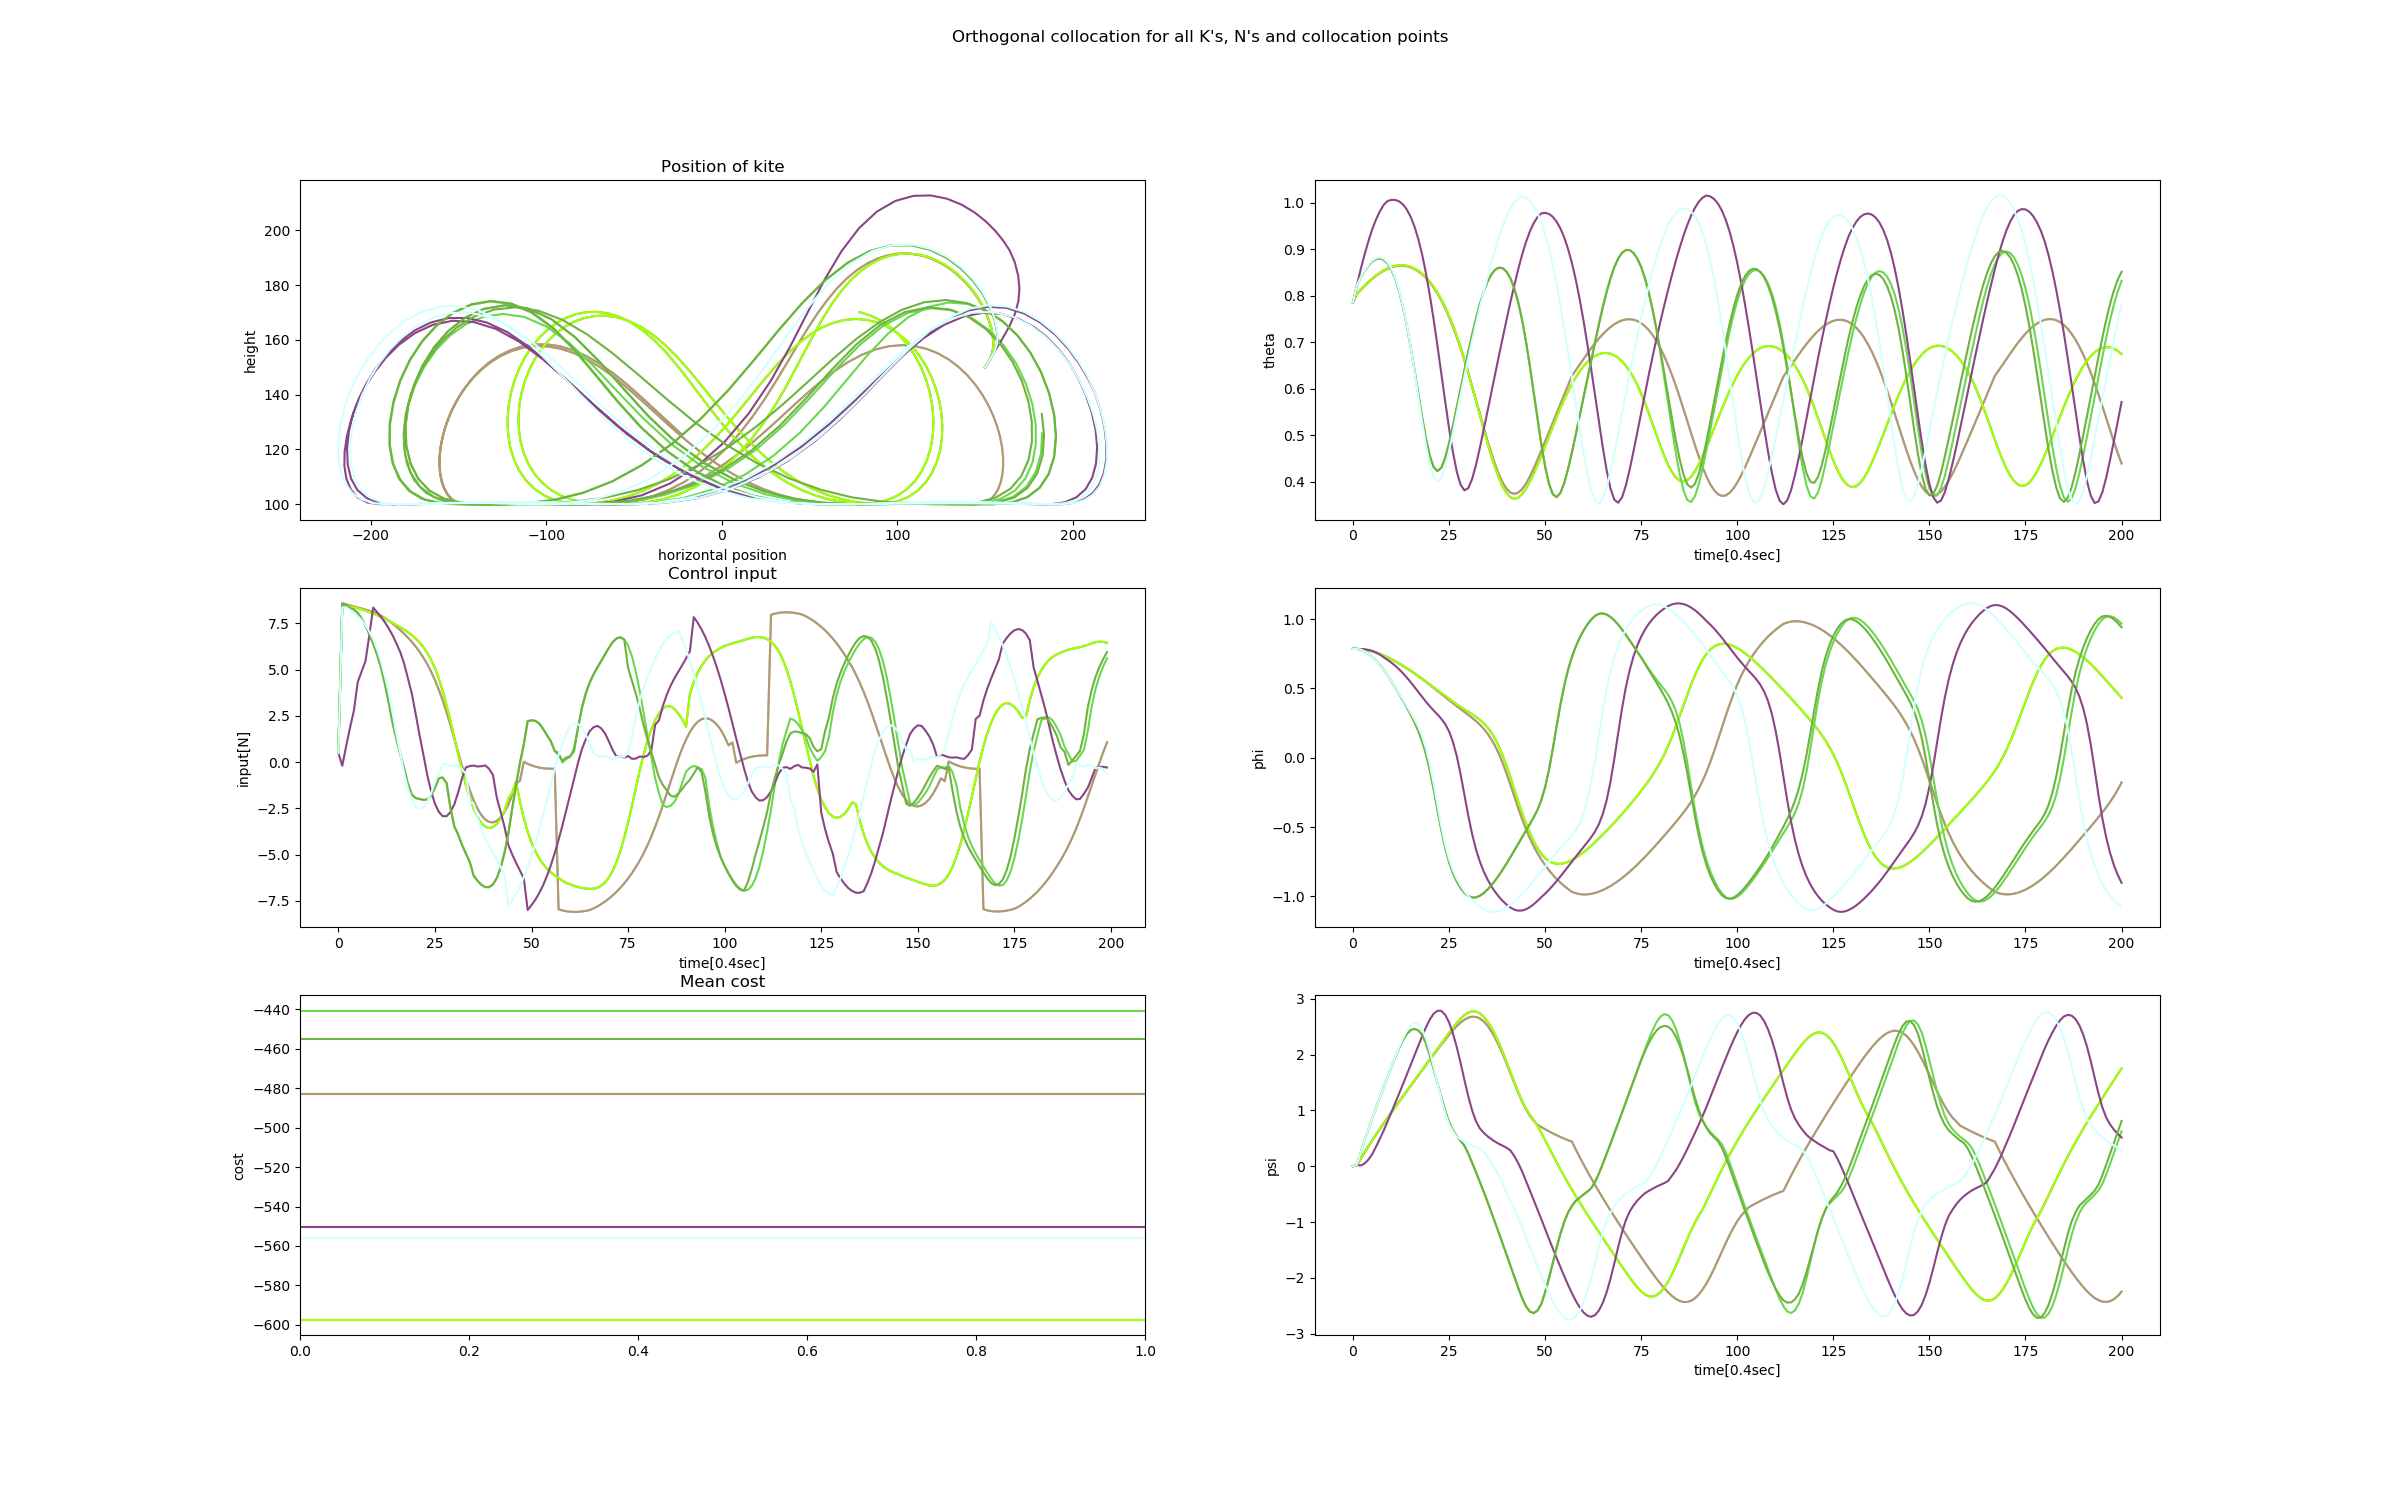 Orthogonal collocation for all K's, N's and collocation points
Position of kite
height
200
180
160
140
120
100
−200 −100 0 100 200
horizontal position
theta
1.0
0.9
0.8
0.7
0.6
0.5
0.4
0 25 50 75 100 125 150 175 200
time[0.4sec]
Control input
input[N]
7.5
5.0
2.5
0.0
−2.5
−5.0
−7.5
0 25 50 75 100 125 150 175 200
time[0.4sec]
phi
1.0
0.5
0.0
−0.5
−1.0
0 25 50 75 100 125 150 175 200
time[0.4sec]
Mean cost
cost
−440
−460
−480
−500
−520
−540
−560
−580
−600
0.0 0.2 0.4 0.6 0.8 1.0
psi
3
2
1
0
−1
−2
−3
0 25 50 75 100 125 150 175 200
time[0.4sec]